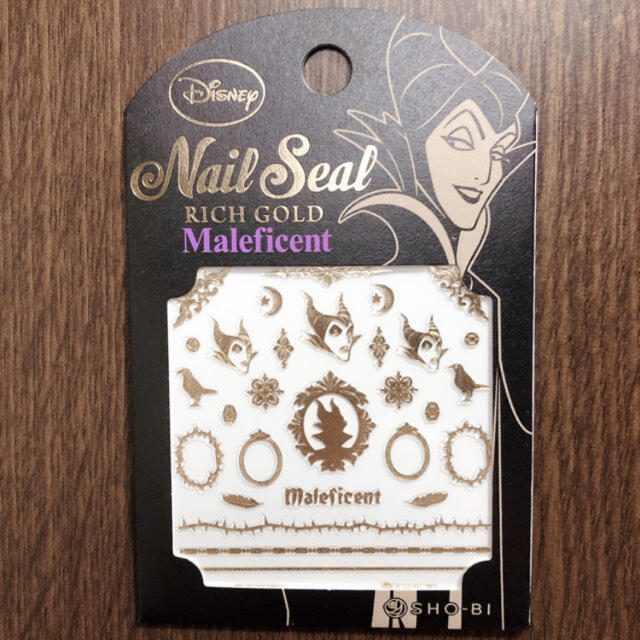 Disney
Nail Seal
RICH GOLD
Maleficent
Maleficent
SHO-BI